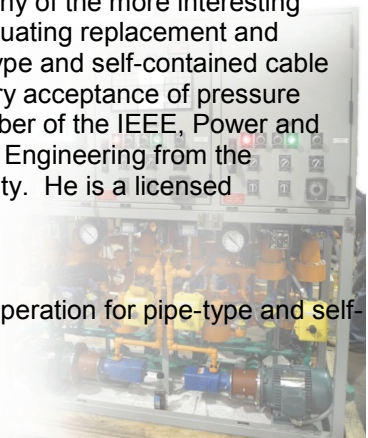 ny of the more interesting
uating replacement and
ype and self-contained cable
ry acceptance of pressure
ber of the IEEE, Power and
Engineering from the
ty. He is a licensed
peration for pipe-type and self-